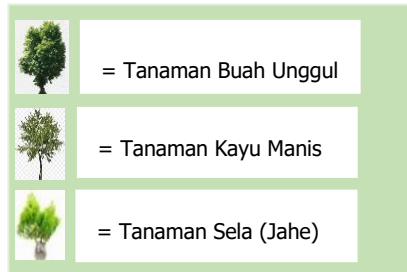 = Tanaman Buah Unggul
= Tanaman Kayu Manis
= Tanaman Sela (Jahe)